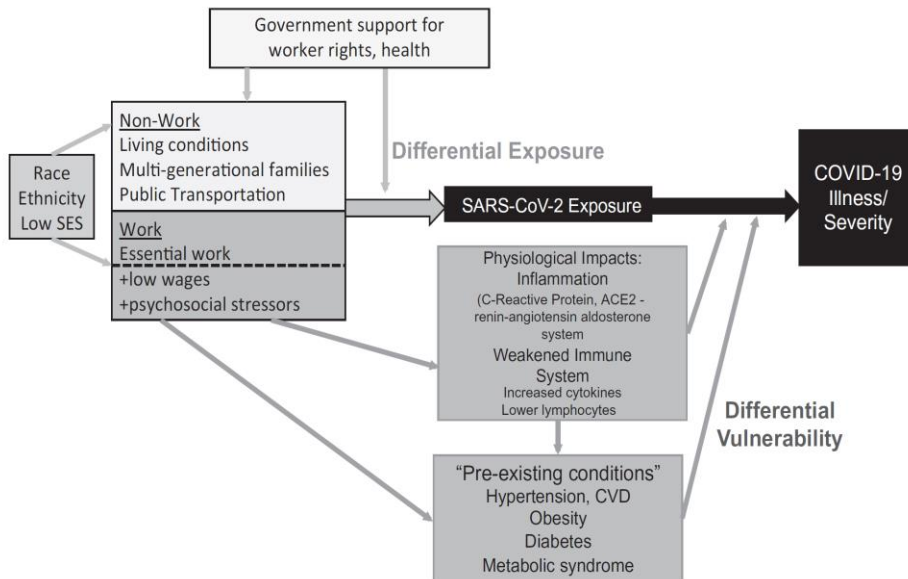 Government support for
worker rights, health
Non-Work
Living conditions
Multi-generational families
Public Transportation
Differential Exposure
Race
Ethnicity
Low SES
SARS-CoV-2 Exposure
COVID-19
Illness/
Severity
Work
Essential work
+low wages
+psychosocial stressors
Physiological Impacts:
Inflammation
(C-Reactive Protein, ACE2 -
renin-angiotensin aldosterone
system
Weakened Immune
System
Increased cytokines
Lower lymphocytes
Differential
Vulnerability
“Pre-existing conditions”
Hypertension, CVD
Obesity
Diabetes
Metabolic syndrome